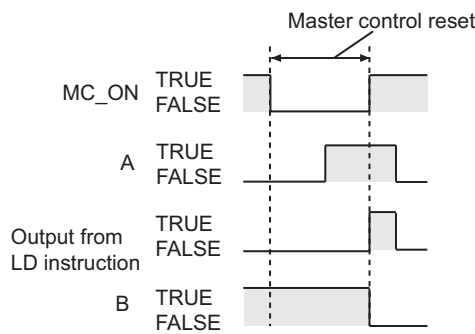 Master control reset
MC_ON
TRUE
FALSE
A
TRUE
FALSE
Output from
LD instruction
TRUE
FALSE
B
TRUE
FALSE